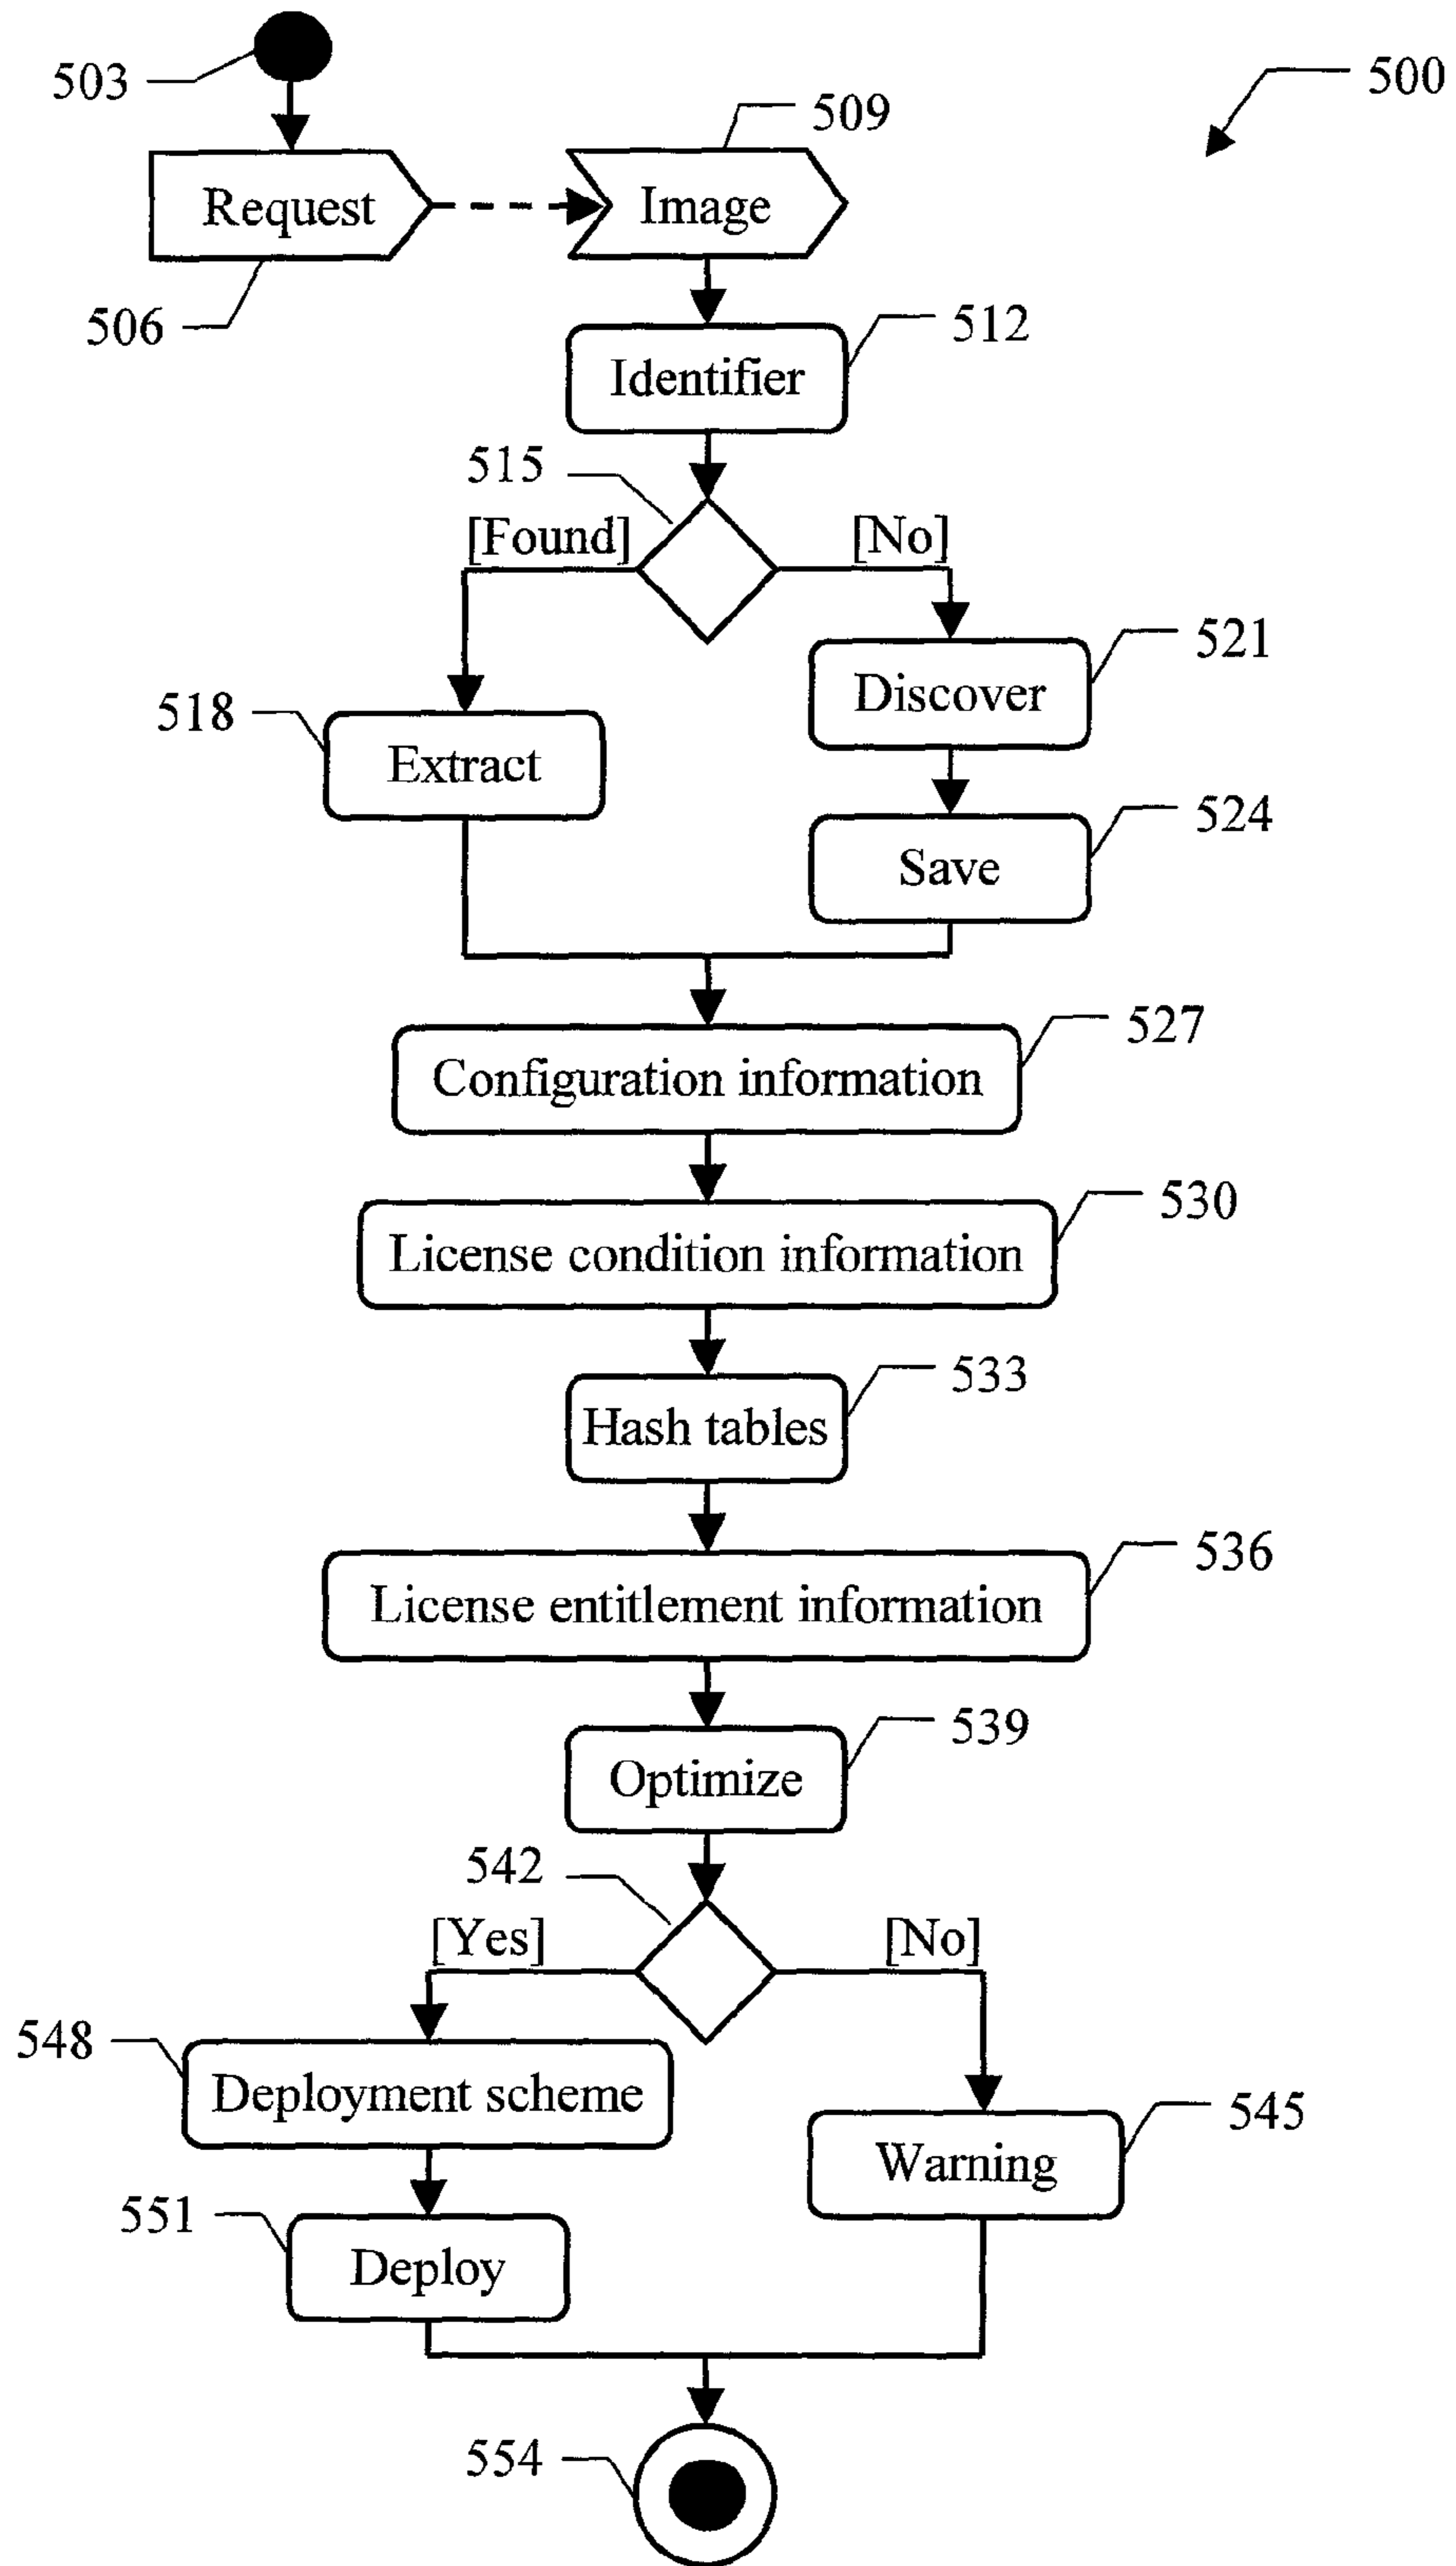 503
500
509
Request
Image
506
512
Identifier
515
[Found]
[No]
521
Discover
518
Extract
524
Save
527
Configuration information
530
License condition information
533
Hash tables
536
License entitlement information
539
Optimize
542
[Yes]
[No]
548
Deployment scheme
545
Warning
551
Deploy
554